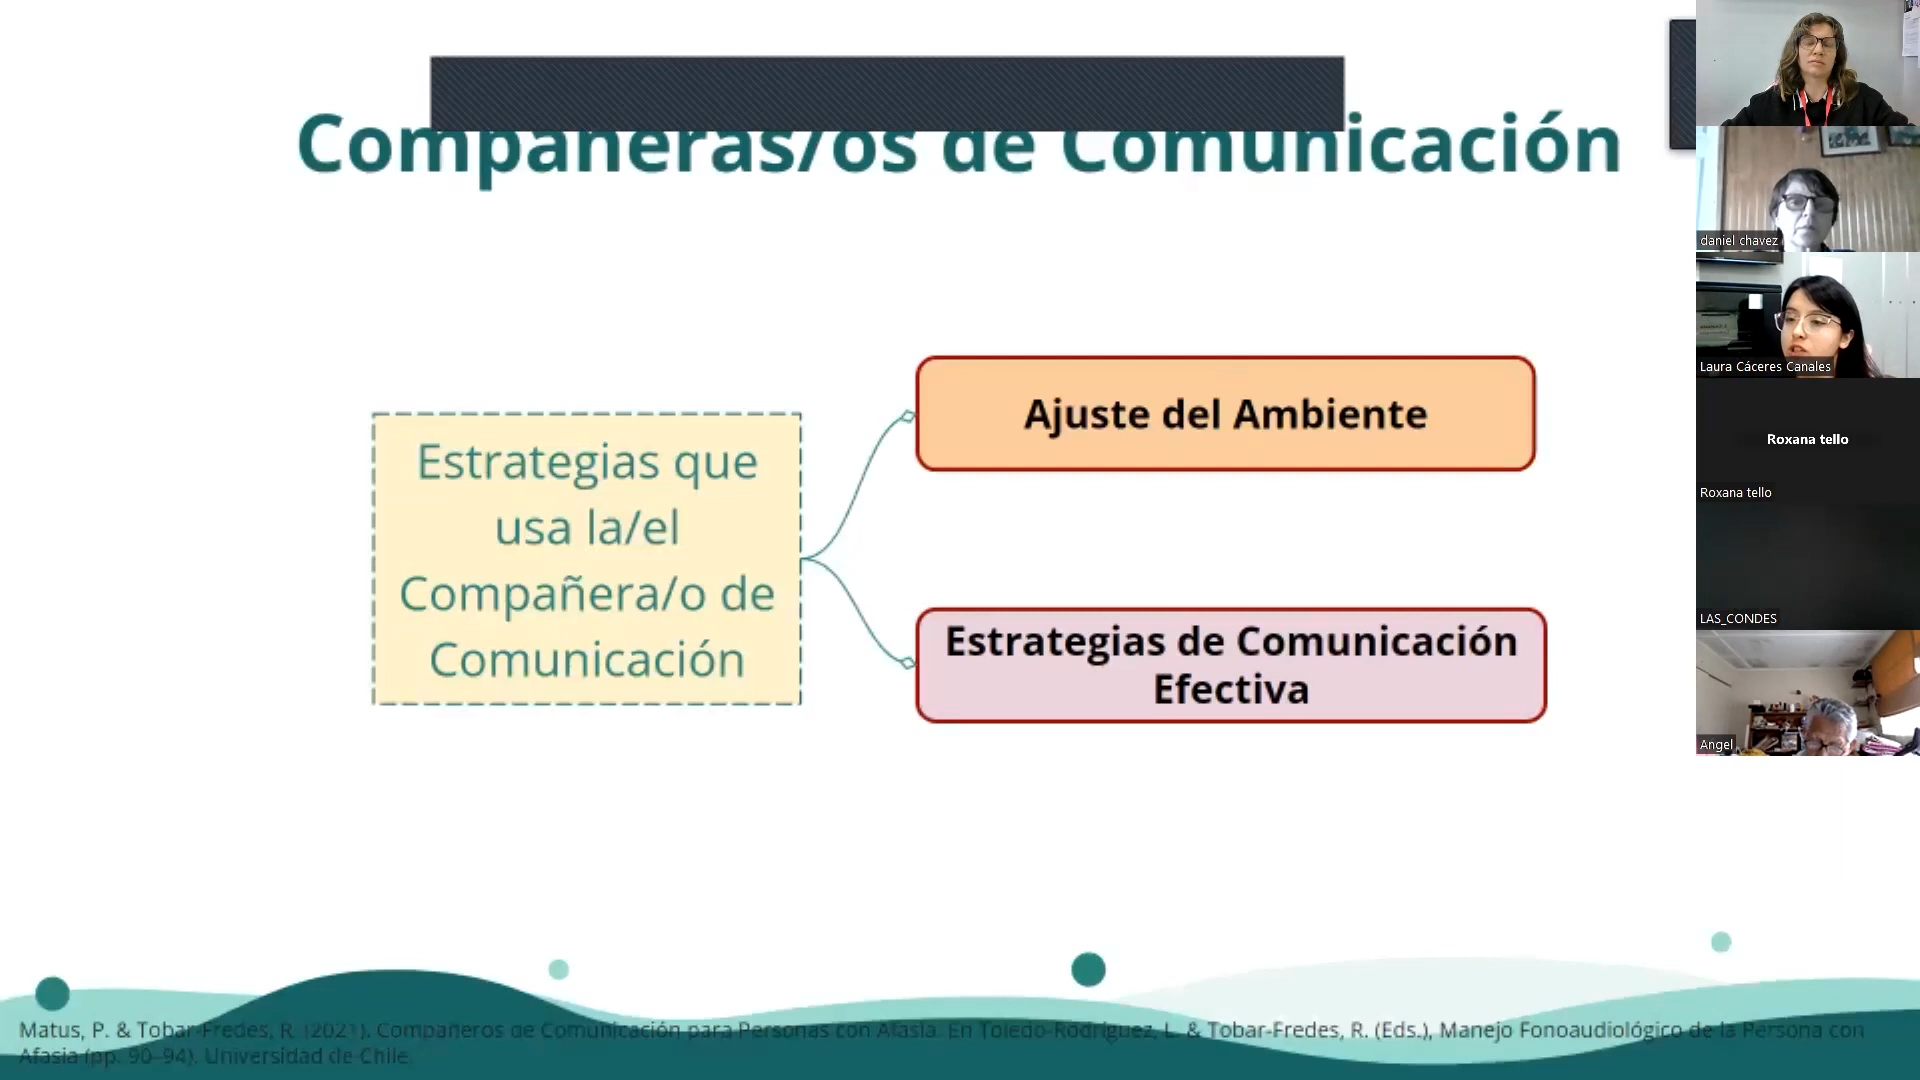 Compañeras/os de Comunicación
Estrategias que
usa la/el
Compañera/o de
Comunicación
Ajuste del Ambiente
Estrategias de Comunicación
Efectiva
daniel chavez
Laura Cáceres Canales
Roxana tello
Roxana tello
LAS_CONDES
Angel
Matus, P. & Tobar-Fredes, R. (2021). Compañeros de Comunicación para Personas con Afasia. En Toledo-Rodríguez, L. & Tobar-Fredes, R. (Eds.), Manejo Fonoaudiológico de la Persona con
Afasia (pp. 90–94). Universidad de Chile.